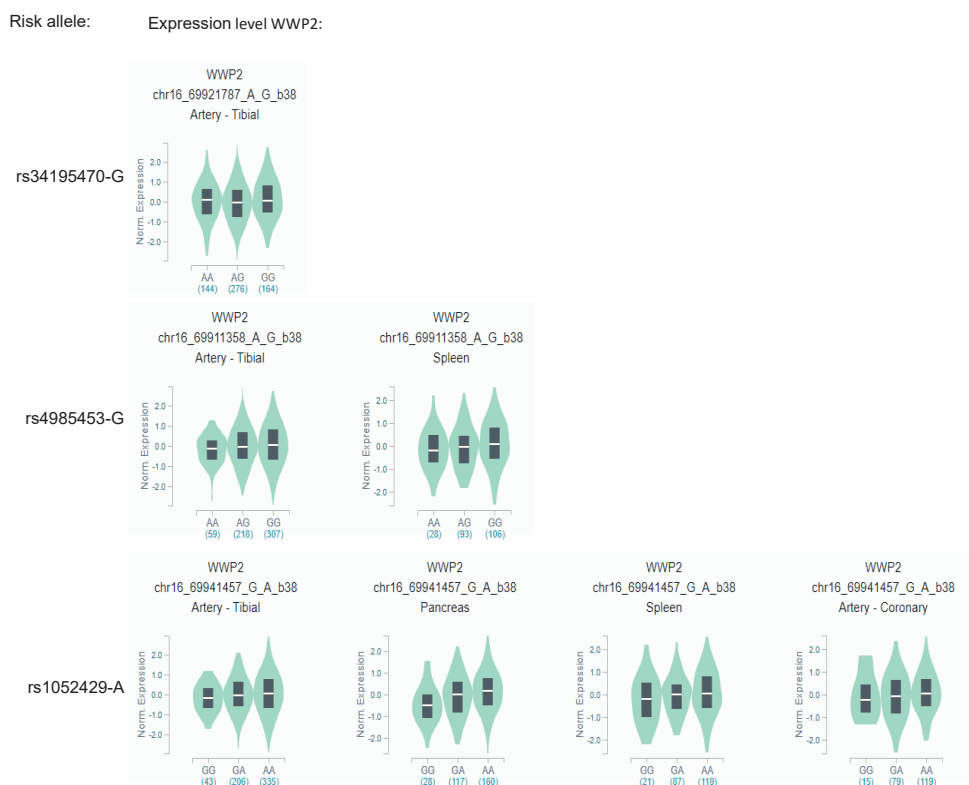 Risk allele: Expression level WWP2:
WWP2
chr16_69921787_A_G_b38
Artery - Tibial
rs34195470-G
Norm. Expression
2.0
1.0
0.0
-1.0
-2.0
AA AG GG
(144) (276) (164)
WWP2 WWP2
chr16_69911358_A_G_b38 chr16_69911358_A_G_b38
Artery - Tibial Spleen
rs4985453-G
Norm. Expression
2.0
1.0
0.0
-1.0
-2.0
AA AG GG
(59) (218) (307)
Norm. Expression
2.0
1.0
0.0
-1.0
-2.0
AA AG GG
(28) (93) (106)
WWP2 WWP2 WWP2 WWP2
chr16_69941457_G_A_b38 chr16_69941457_G_A_b38 chr16_69941457_G_A_b38 chr16_69941457_G_A_b38
Artery - Tibial Pancreas Spleen Artery - Coronary
rs1052429-A
Norm. Expression
2.0
1.0
0.0
-1.0
-2.0
GG GA AA
(43) (206) (335)
Norm. Expression
2.0
1.0
0.0
-1.0
-2.0
GG GA AA
(28) (117) (160)
Norm. Expression
2.0
1.0
0.0
-1.0
-2.0
GG GA AA
(21) (87) (119)
Norm. Expression
2.0
1.0
0.0
-1.0
-2.0
GG GA AA
(15) (79) (119)